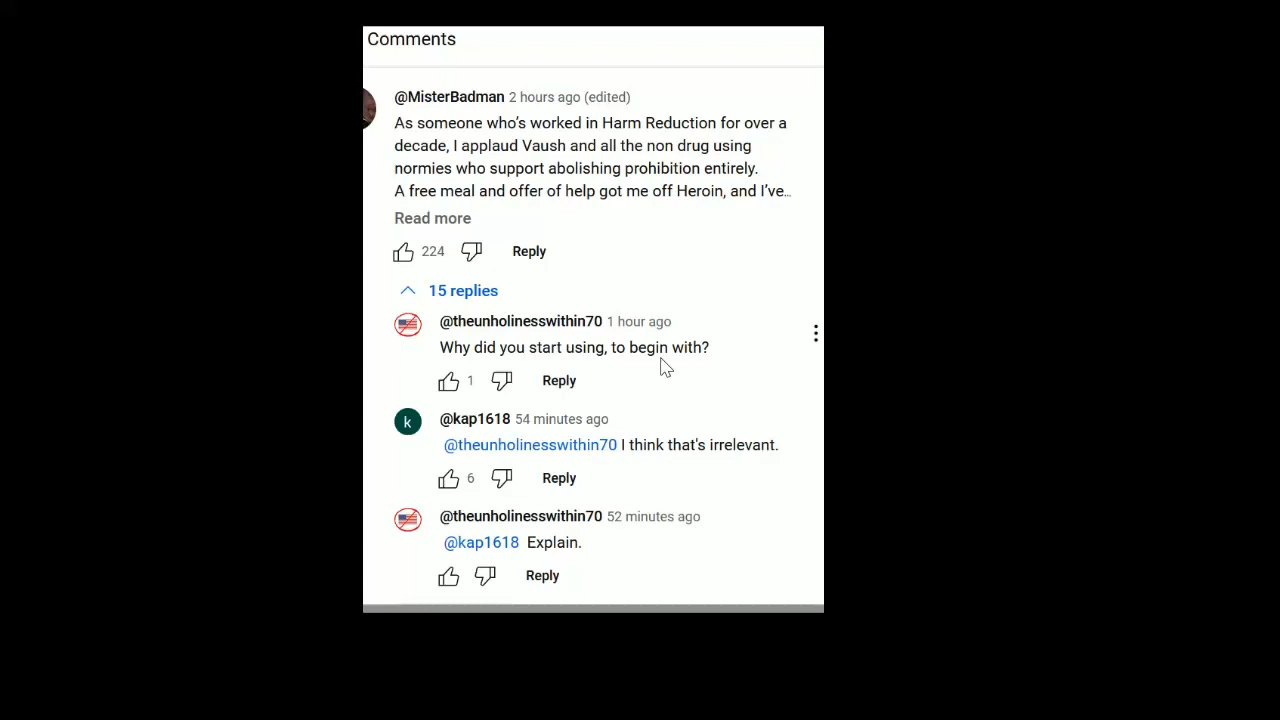 Comments
@MisterBadman 2 hours ago (edited)
As someone who's worked in Harm Reduction for over a
decade, I applaud Vaush and all the non drug using
normies who support abolishing prohibition entirely.
A free meal and offer of help got me off Heroin, and I've...
Read more
224 Reply
15 replies
@theunholinesswithin70 1 hour ago
Why did you start using, to begin with?
1 Reply
k
@kap1618 54 minutes ago
@theunholinesswithin70 I think that's irrelevant.
6 Reply
@theunholinesswithin70 52 minutes ago
@kap1618 Explain.
Reply